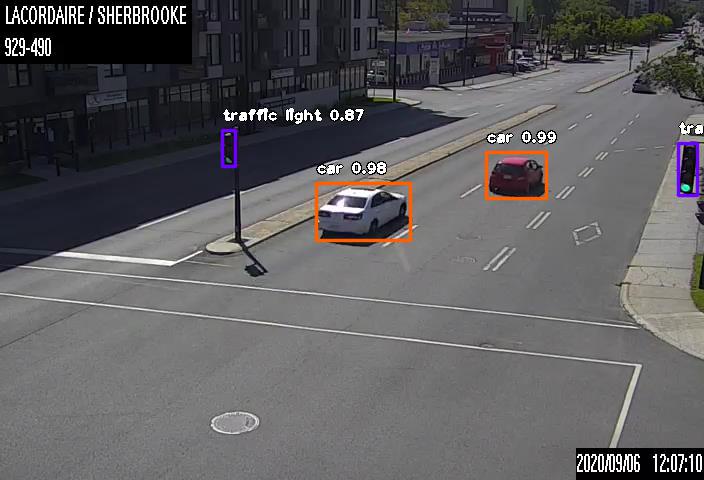 LACORDAIRE / SHERBROOKE
929-490
traffic light 0.87
car 0.99
tra
car 0.98
2020/09/06 12:07:10